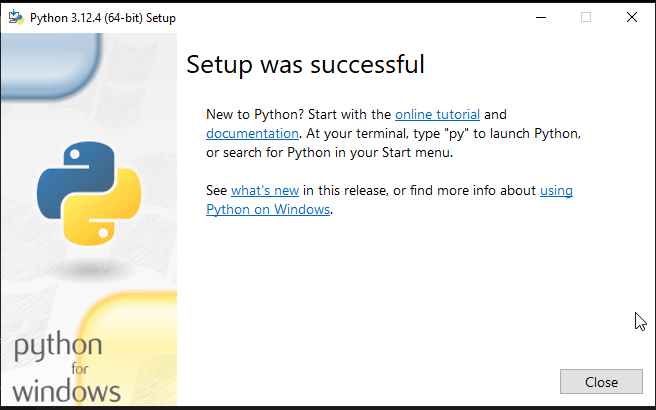 Python 3.12.4 (64-bit) Setup
Setup was successful
New to Python? Start with the online tutorial and
documentation. At your terminal, type "py" to launch Python,
or search for Python in your Start menu.
See what's new in this release, or find more info about using
Python on Windows.
python
for
windows
Close